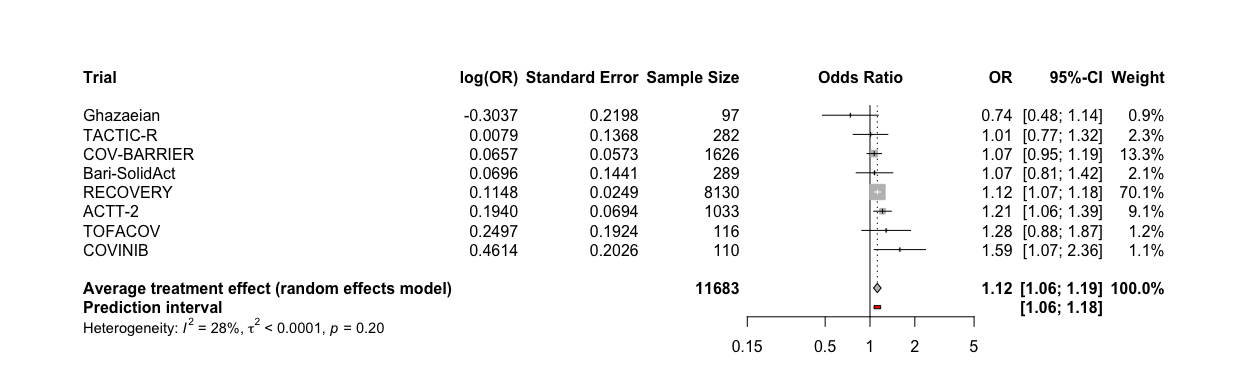 Trial log(OR) Standard Error Sample Size Odds Ratio OR 95%-CI Weight
Ghazaeian -0.3037 0.2198 97 0.74 [0.48; 1.14] 0.9%
TACTIC-R 0.0079 0.1368 282 1.01 [0.77; 1.32] 2.3%
COV-BARRIER 0.0657 0.0573 1626 1.07 [0.95; 1.19] 13.3%
Bari-SolidAct 0.0696 0.1441 289 1.07 [0.81; 1.42] 2.1%
RECOVERY 0.1148 0.0249 8130 1.12 [1.07; 1.18] 70.1%
ACTT-2 0.1940 0.0694 1033 1.21 [1.06; 1.39] 9.1%
TOFACOV 0.2497 0.1924 116 1.28 [0.88; 1.87] 1.2%
COVINIB 0.4614 0.2026 110 1.59 [1.07; 2.36] 1.1%
Average treatment effect (random effects model) 11683 1.12 [1.06; 1.19] 100.0%
Prediction interval [1.06; 1.18]
Heterogeneity: I² = 28%, τ² < 0.0001, p = 0.20
0.15 0.5 1 2 5